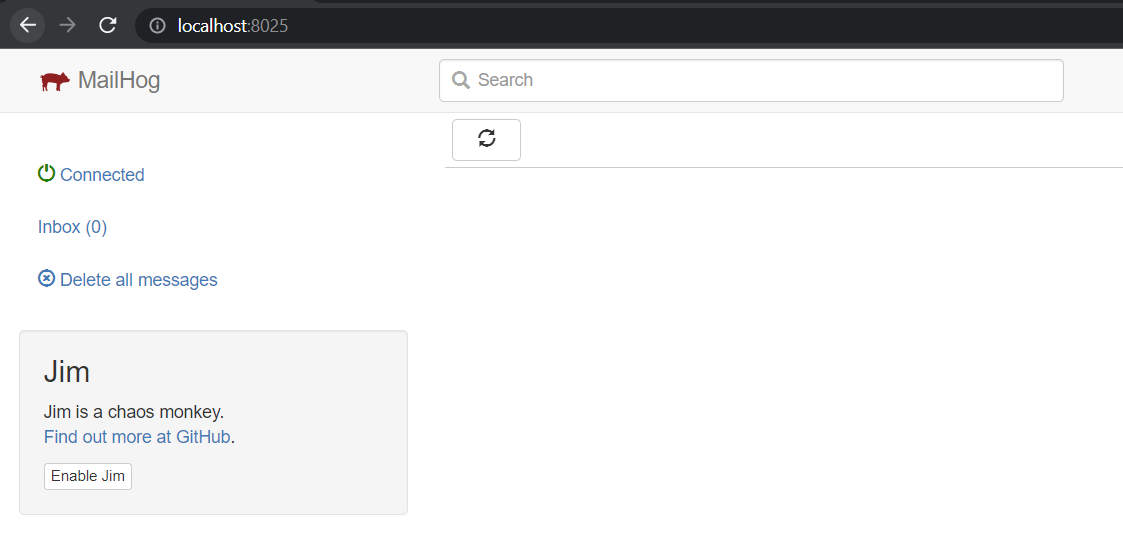 localhost:8025
MailHog
Search
Connected
Inbox (0)
Delete all messages
Jim
Jim is a chaos monkey.
Find out more at GitHub.
Enable Jim